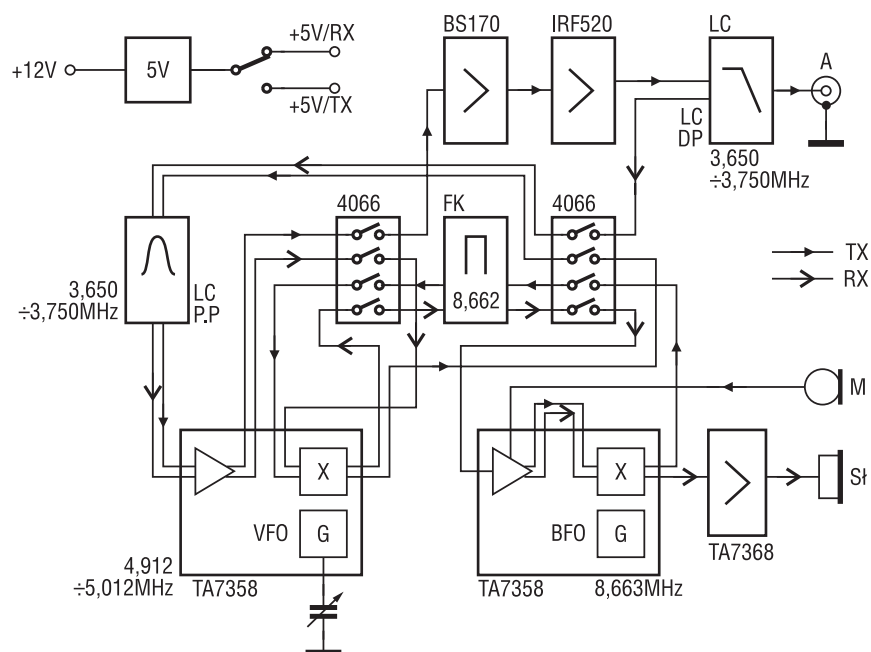 +12V
5V
+5V/RX
+5V/TX
BS170
IRF520
LC
A
LC
DP
3,650
÷3,750MHz
4066
FK
4066
8,662
TX
RX
3,650
÷3,750MHz
LC
P.P
M
X
X
Sł
VFO
G
BFO
G
TA7368
4,912
÷5,012MHz
TA7358
TA7358
8,663MHz